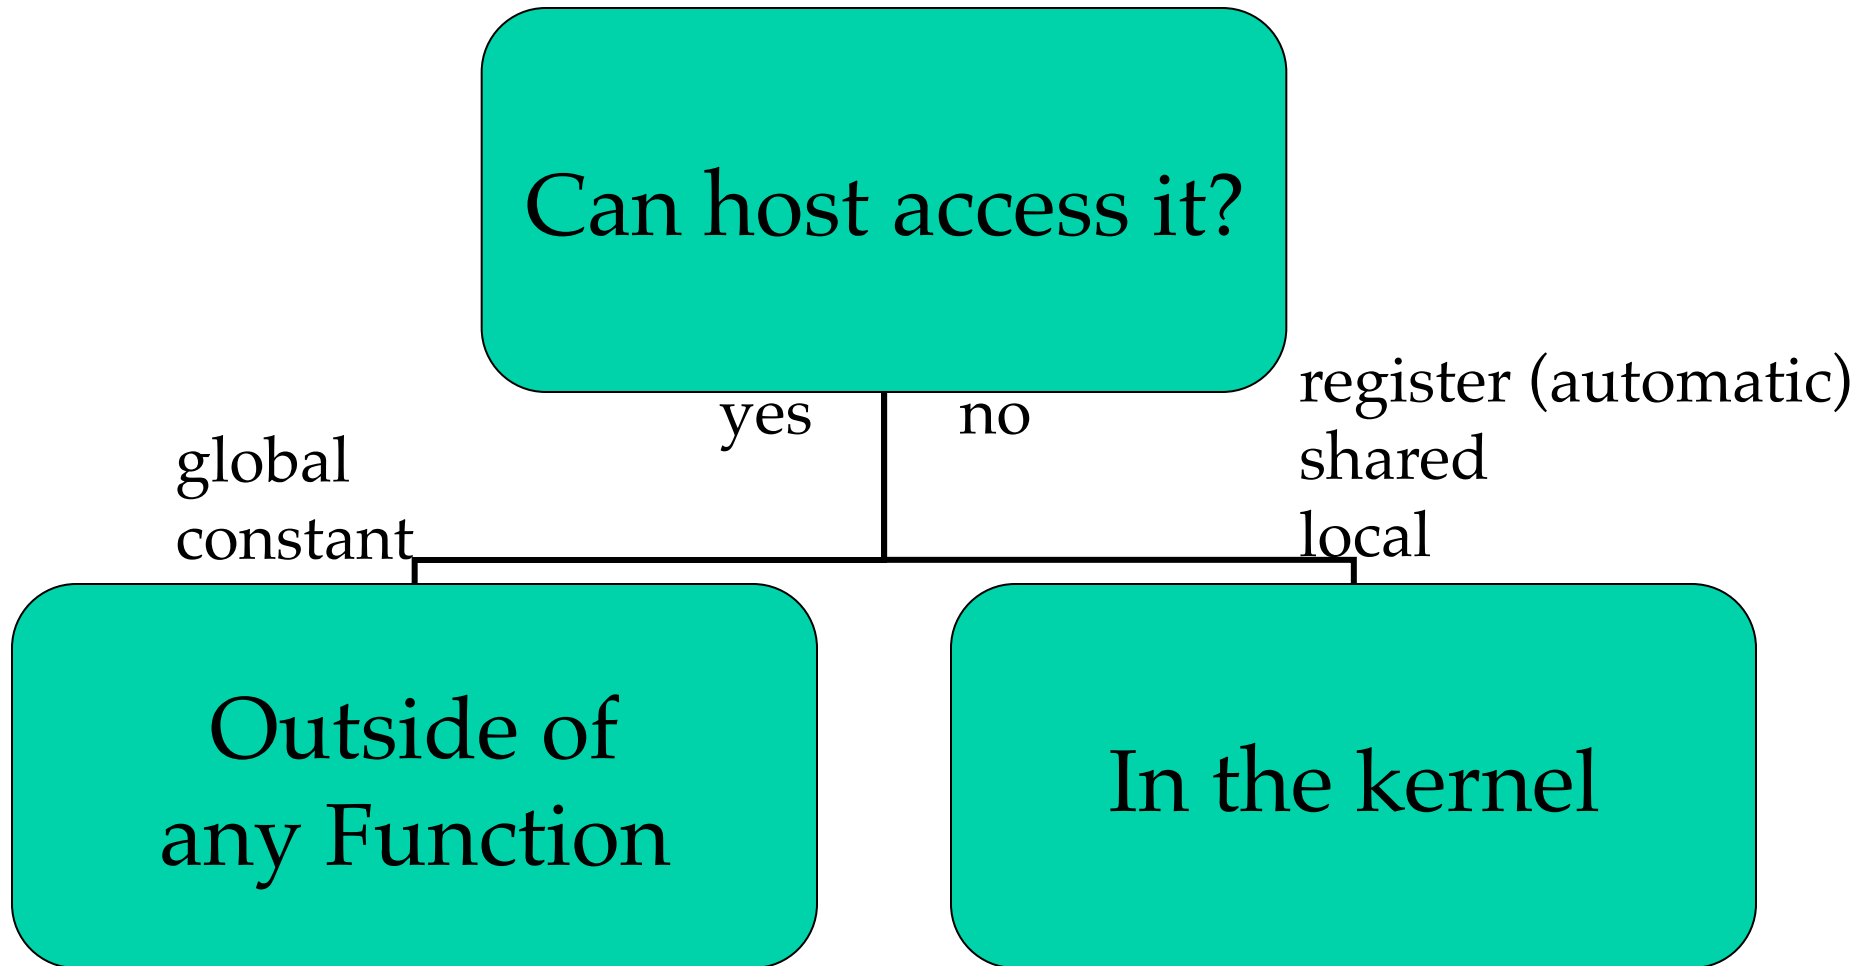 Can host access it?
yes
no
global
constant
register (automatic)
shared
local
Outside of
any Function
In the kernel